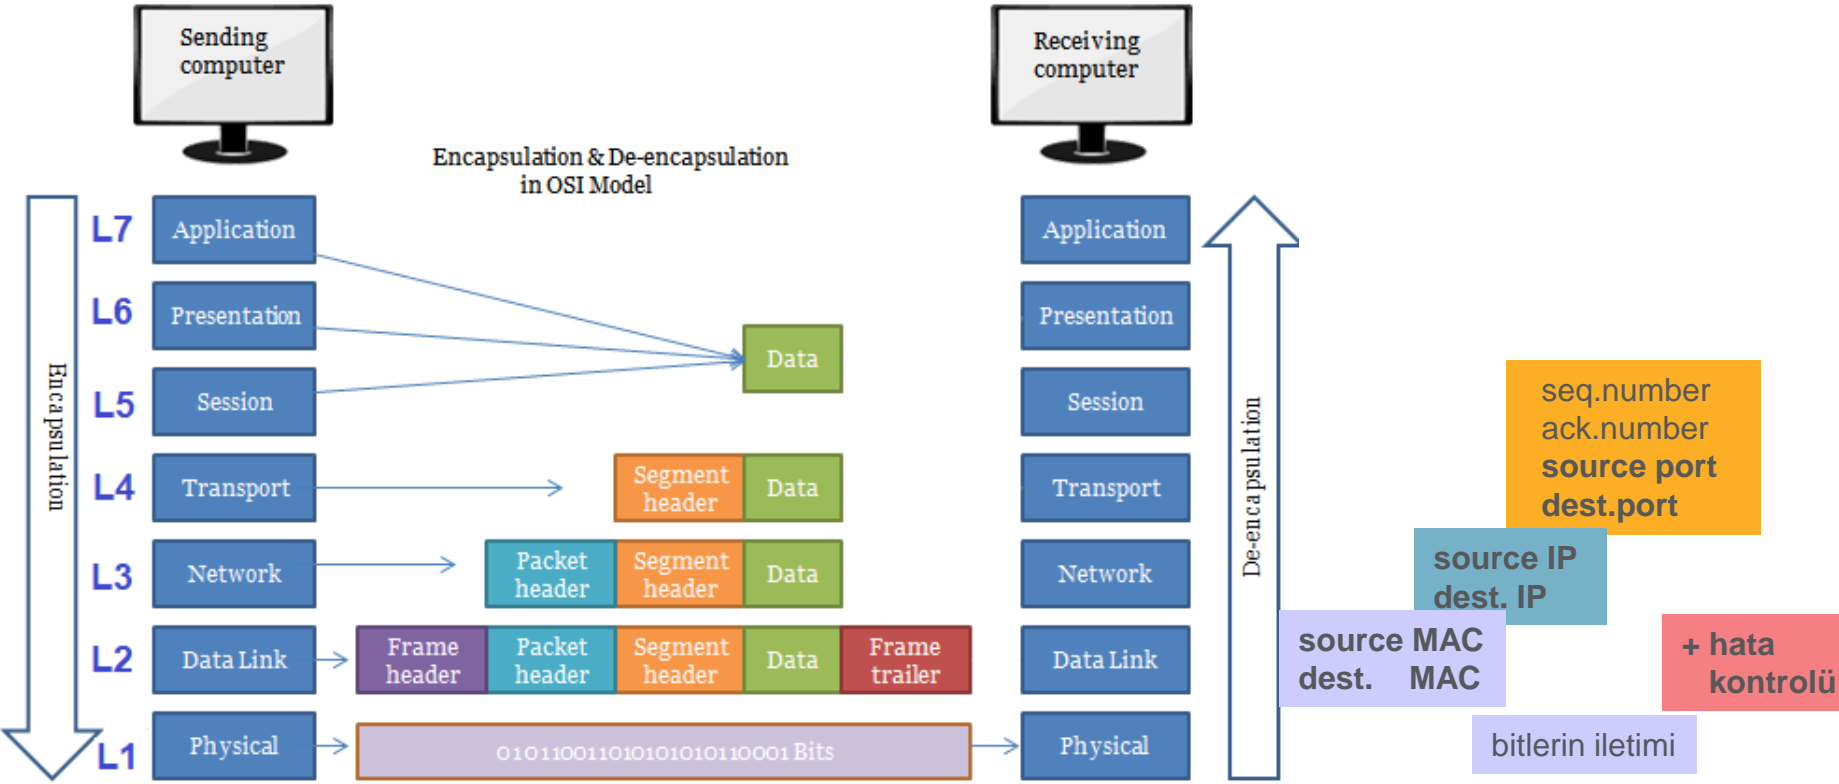 Sending
computer
Receiving
computer
Encapsulation & De-encapsulation
in OSI Model
Encapsulation
L7
Application
Application
L6
Presentation
Presentation
Data
L5
Session
Session
L4
Transport
Segment
header
Data
Transport
L3
Network
Packet
header
Segment
header
Data
Network
L2
Data Link
Frame
header
Packet
header
Segment
header
Data
Frame
trailer
Data Link
L1
Physical
010110011010101010110001 Bits
Physical
De-encapsulation
seq.number
ack.number
source port
dest.port
source IP
dest. IP
source MAC
dest. MAC
+ hata
kontrolü
bitlerin iletimi